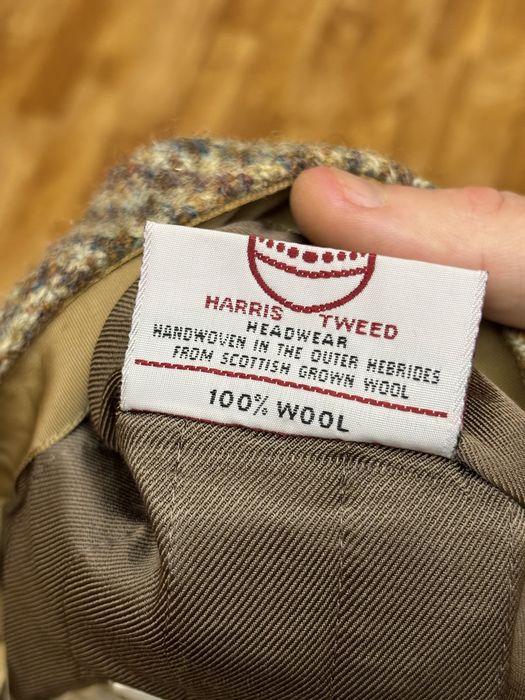 HARRIS TWEED
HEADWEAR
HANDWOVEN IN THE OUTER HEBRIDES
FROM SCOTTISH GROWN WOOL
100% WOOL